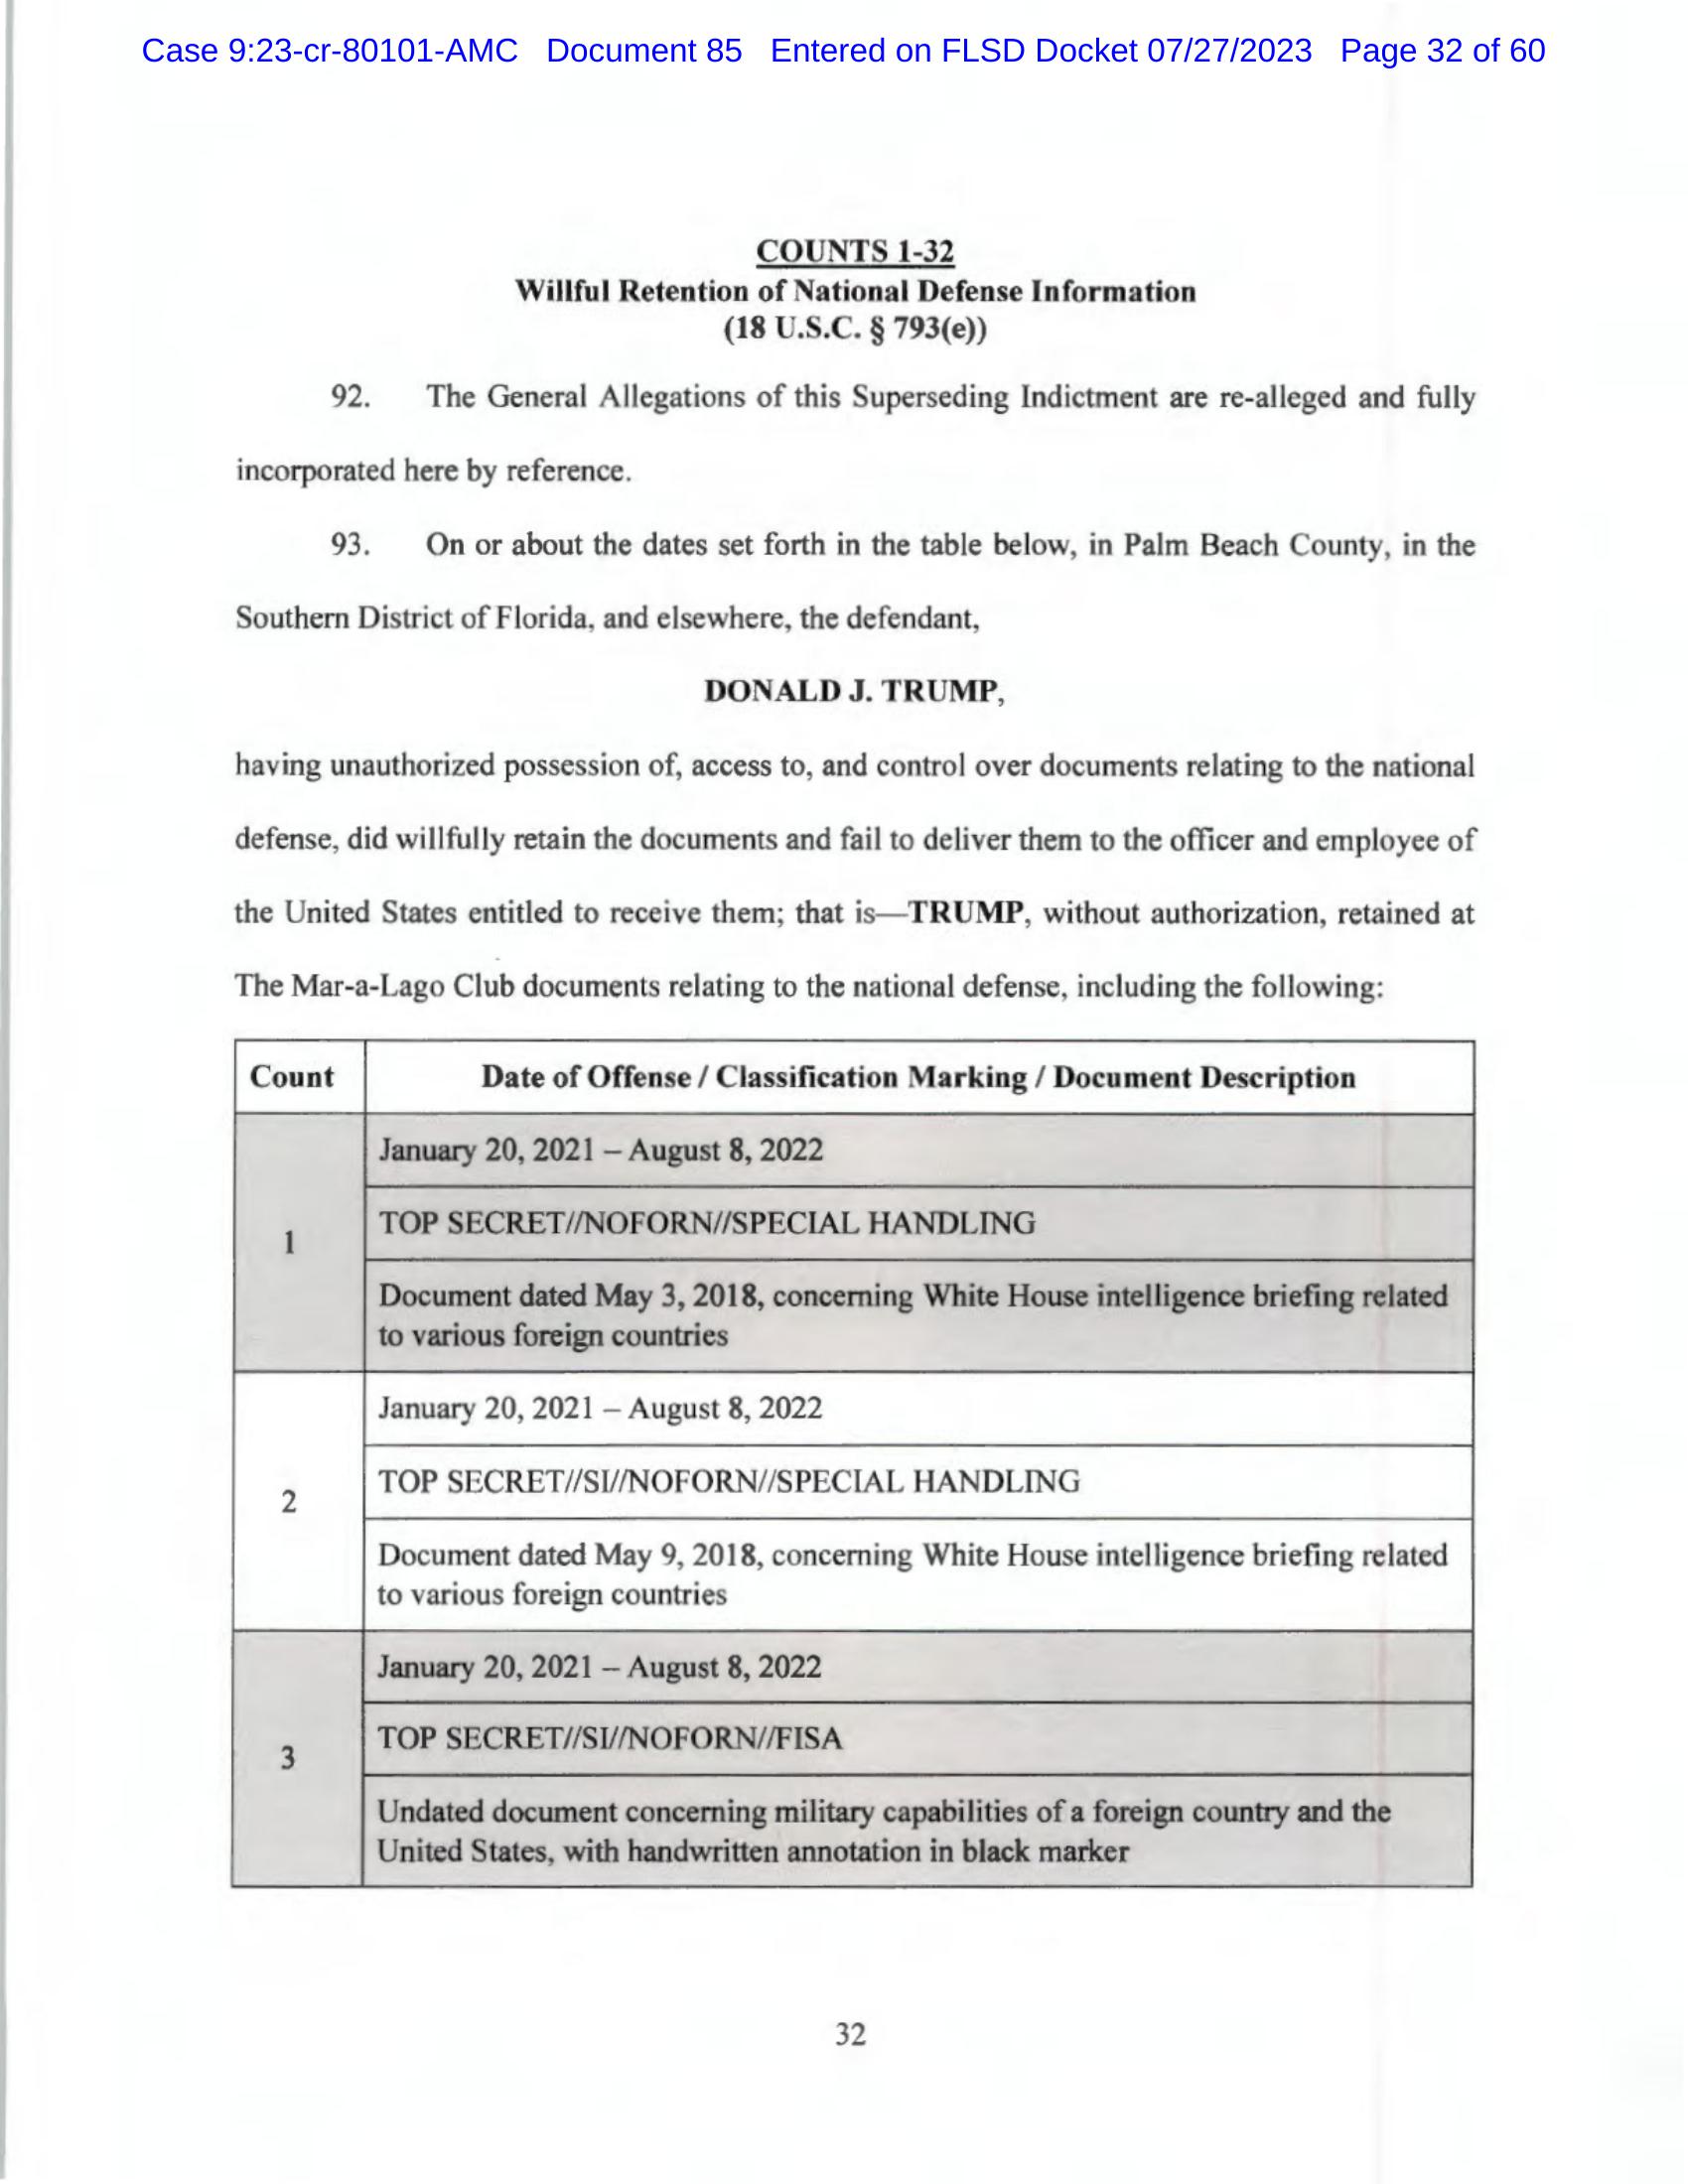 Case 9:23-cr-80101-AMC Document 85 Entered on FLSD Docket 07/27/2023 Page 32 of 60
COUNTS 1-32
Willful Retention of National Defense Information
(18 U.S.C. § 793(e))
92. The General Allegations of this Superseding Indictment are re-alleged and fully
incorporated here by reference.
93. On or about the dates set forth in the table below, in Palm Beach County, in the
Southern District of Florida, and elsewhere, the defendant,
DONALD J. TRUMP,
having unauthorized possession of, access to, and control over documents relating to the national
defense, did willfully retain the documents and fail to deliver them to the officer and employee of
the United States entitled to receive them; that is—TRUMP, without authorization, retained at
The Mar-a-Lago Club documents relating to the national defense, including the following:
Count Date of Offense / Classification Marking / Document Description
1
January 20, 2021 – August 8, 2022
TOP SECRET//NOFORN//SPECIAL HANDLING
Document dated May 3, 2018, concerning White House intelligence briefing related
to various foreign countries
2
January 20, 2021 – August 8, 2022
TOP SECRET//SI//NOFORN//SPECIAL HANDLING
Document dated May 9, 2018, concerning White House intelligence briefing related
to various foreign countries
3
January 20, 2021 – August 8, 2022
TOP SECRET//SI//NOFORN//FISA
Undated document concerning military capabilities of a foreign country and the
United States, with handwritten annotation in black marker
32